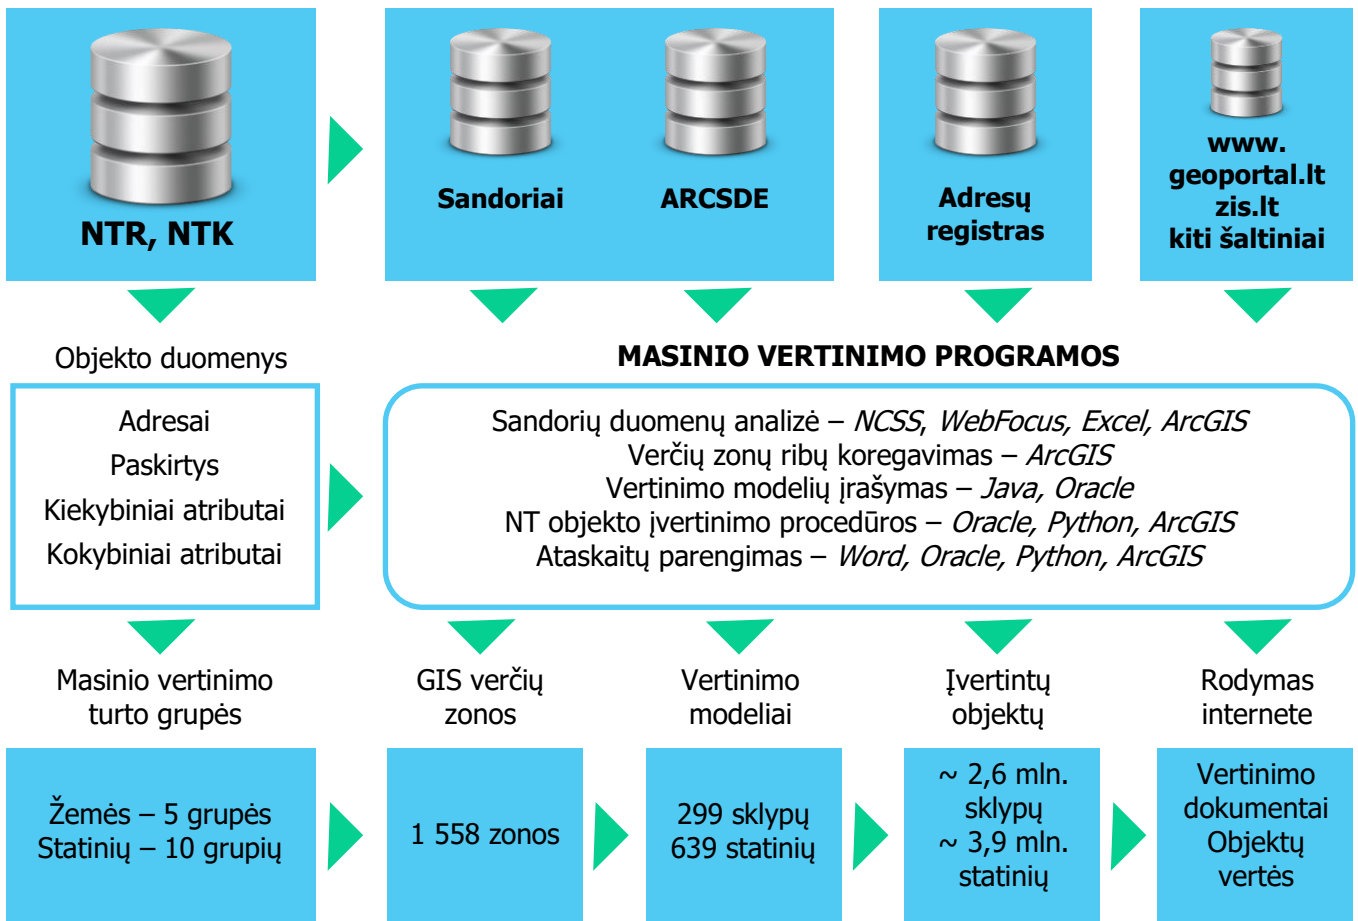 NTR, NTK
Sandoriai
ARCSDE
Adresų
registras
www.
geoportal.lt
zis.lt
kiti šaltiniai
Objekto duomenys
Adresai
Paskirtys
Kiekybiniai atributai
Kokybiniai atributai
MASINIO VERTINIMO PROGRAMOS
Sandorių duomenų analizė – NCSS, WebFocus, Excel, ArcGIS
Verčių zonų ribų koregavimas – ArcGIS
Vertinimo modelių įrašymas – Java, Oracle
NT objekto įvertinimo procedūros – Oracle, Python, ArcGIS
Ataskaitų parengimas – Word, Oracle, Python, ArcGIS
Masinio vertinimo
turto grupės
GIS verčių
zonos
Vertinimo
modeliai
Įvertintų
objektų
Rodymas
internete
Žemės – 5 grupės
Statinių – 10 grupių
1 558 zonos
299 sklypų
639 statinių
~ 2,6 mln.
sklypų
~ 3,9 mln.
statinių
Vertinimo
dokumentai
Objektų
vertės